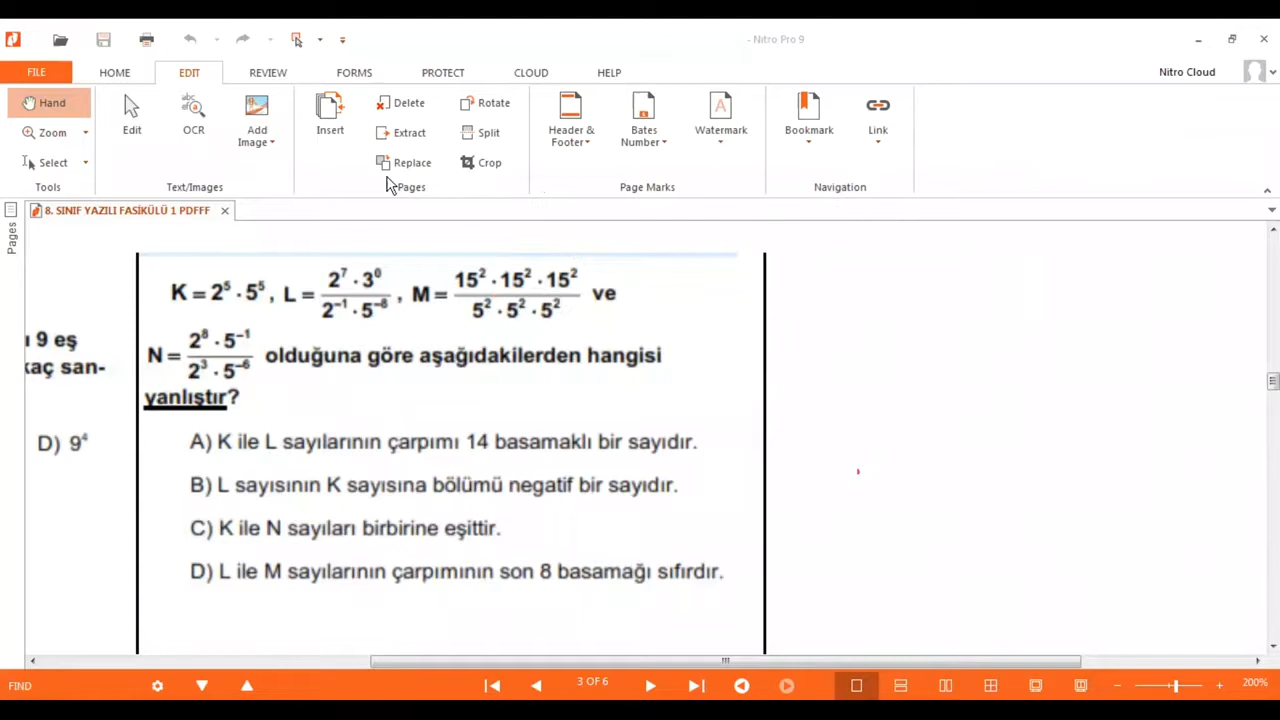 - Nitro Pro 9
FILE HOME EDIT REVIEW FORMS PROTECT CLOUD HELP Nitro Cloud
Hand
Zoom
Select
Tools
Edit OCR Add Image
Text/Images
Insert
Delete
Extract
Replace
Rotate
Split
Crop
Pages
Header & Footer Bates Number Watermark
Page Marks
Bookmark Link
Navigation
8. SINIF YAZILI FASİKÜLÜ 1 PDFFF
Pages
ı 9 eş
kaç san-
D) 9⁴
K = 2⁵ · 5⁵, L = (2⁷ · 3⁰)/(2⁻¹ · 5⁻⁸), M = (15² · 15² · 15²)/(5² · 5² · 5²) ve
N = (2⁸ · 5⁻¹)/(2³ · 5⁻⁶) olduğuna göre aşağıdakilerden hangisi
yanlıştır?
A) K ile L sayılarının çarpımı 14 basamaklı bir sayıdır.
B) L sayısının K sayısına bölümü negatif bir sayıdır.
C) K ile N sayıları birbirine eşittir.
D) L ile M sayılarının çarpımının son 8 basamağı sıfırdır.
FIND 3 OF 6 200%